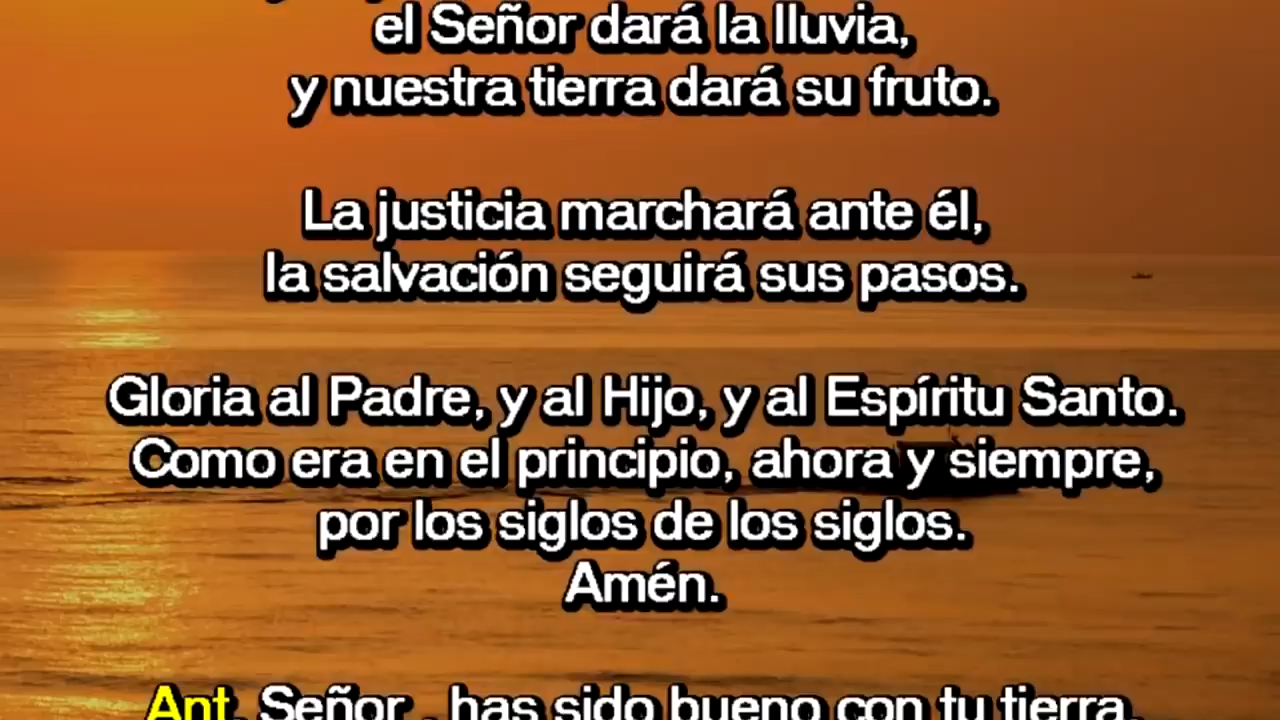 el Señor dará la lluvia,
y nuestra tierra dará su fruto.
La justicia marchará ante él,
la salvación seguirá sus pasos.
Gloria al Padre, y al Hijo, y al Espíritu Santo.
Como era en el principio, ahora y siempre,
por los siglos de los siglos.
Amén.
Ant. Señor , has sido bueno con tu tierra.